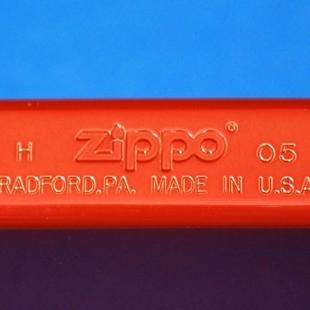 H zippo® 05
RADFORD, PA. MADE IN U.S.A